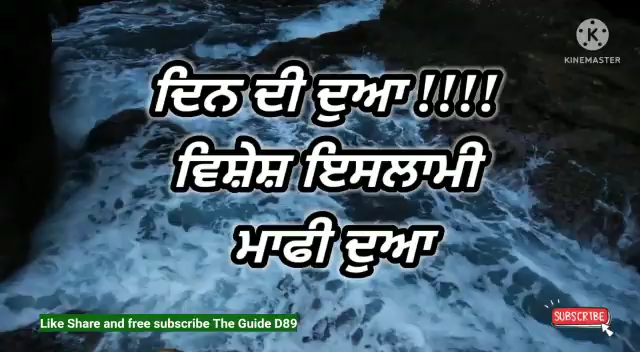 KINEMASTER
ਦਿਨ ਦੀ ਦੁਆ !!!!
ਵਿਸ਼ੇਸ਼ ਇਸਲਾਮੀ
ਮਾਫੀ ਦੁਆ
SUBSCRIBE
Like Share and free subscribe The Guide D89